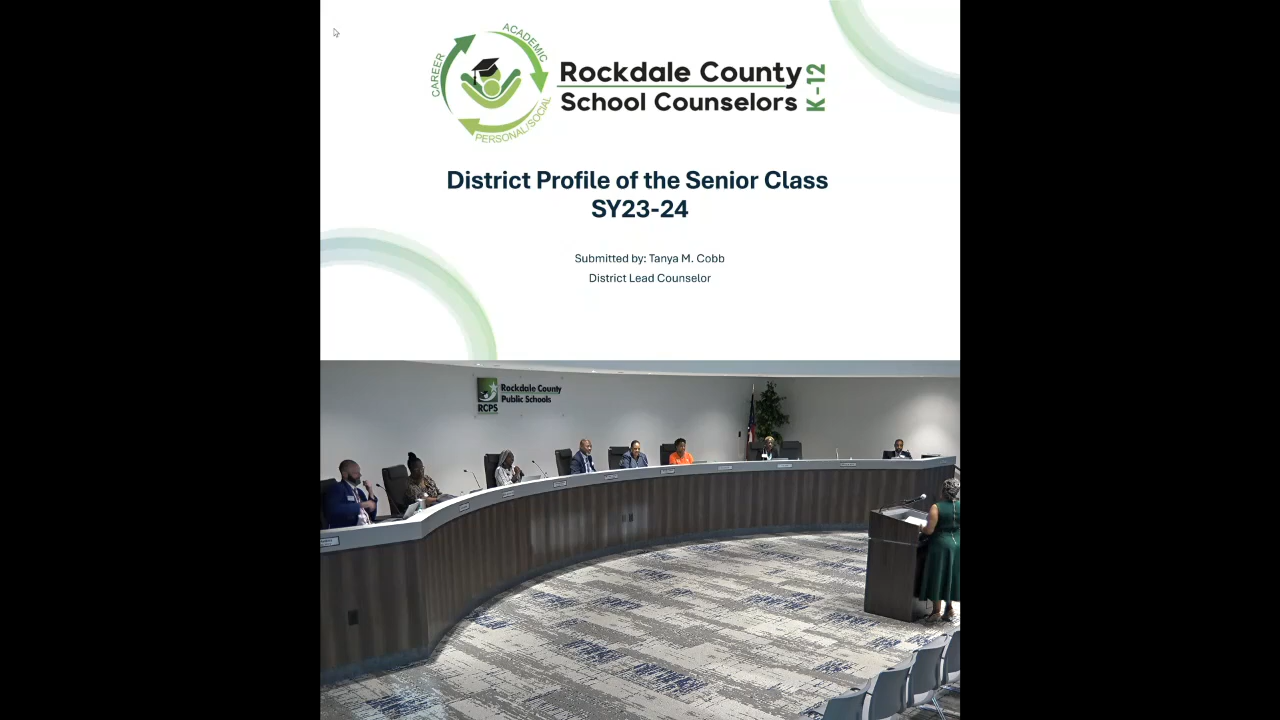 CAREER
ACADEMIC
PERSONAL/SOCIAL
Rockdale County
School Counselors
K-12
District Profile of the Senior Class
SY23-24
Submitted by: Tanya M. Cobb
District Lead Counselor
Rockdale County
Public Schools
RCPS